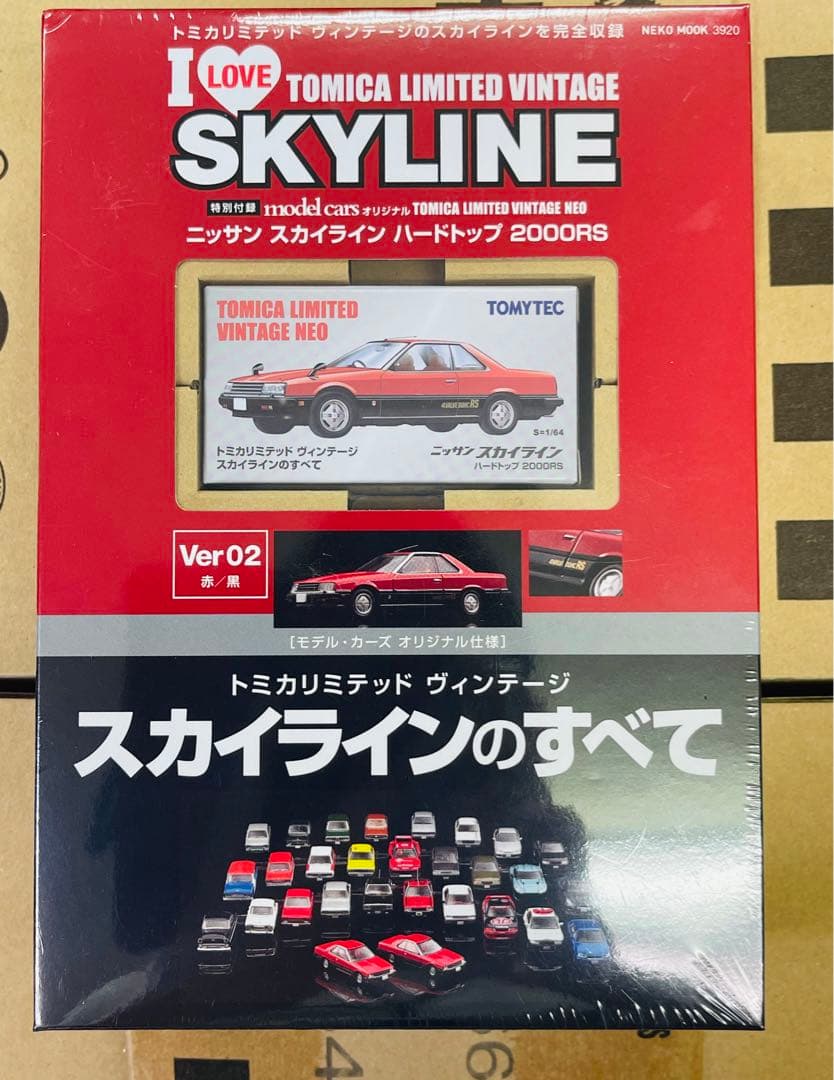 トミカリミテッド ヴィンテージのスカイラインを完全収録
NEKO MOOK 3920
I LOVE TOMICA LIMITED VINTAGE
SKYLINE
特別付録 model cars オリジナル TOMICA LIMITED VINTAGE NEO
ニッサン スカイライン ハードトップ 2000RS
TOMICA LIMITED
VINTAGE NEO
TOMYTEC
4VALVE DOHC RS
S=1/64
トミカリミテッド ヴィンテージ
スカイラインのすべて
ニッサン スカイライン
ハードトップ 2000RS
Ver 02
赤/黒
[モデル・カーズ オリジナル仕様]
トミカリミテッド ヴィンテージ
スカイラインのすべて